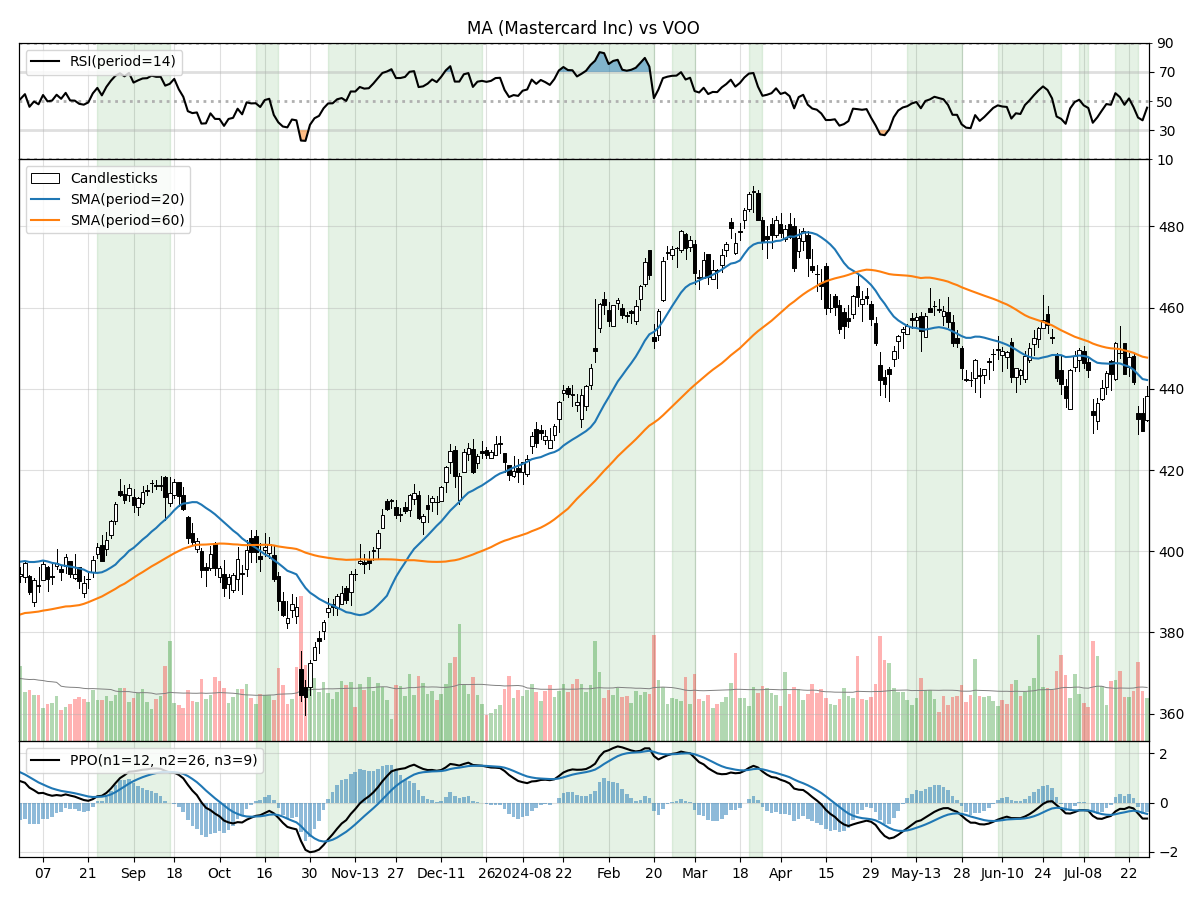 MA (Mastercard Inc) vs VOO
RSI(period=14)
90
70
50
30
10
Candlesticks
SMA(period=20)
SMA(period=60)
480
460
440
420
400
380
360
PPO(n1=12, n2=26, n3=9)
2
0
−2
07 21 Sep 18 Oct 16 30 Nov-13 27 Dec-11 26 2024-08 22 Feb 20 Mar 18 Apr 15 29 May-13 28 Jun-10 24 Jul-08 22